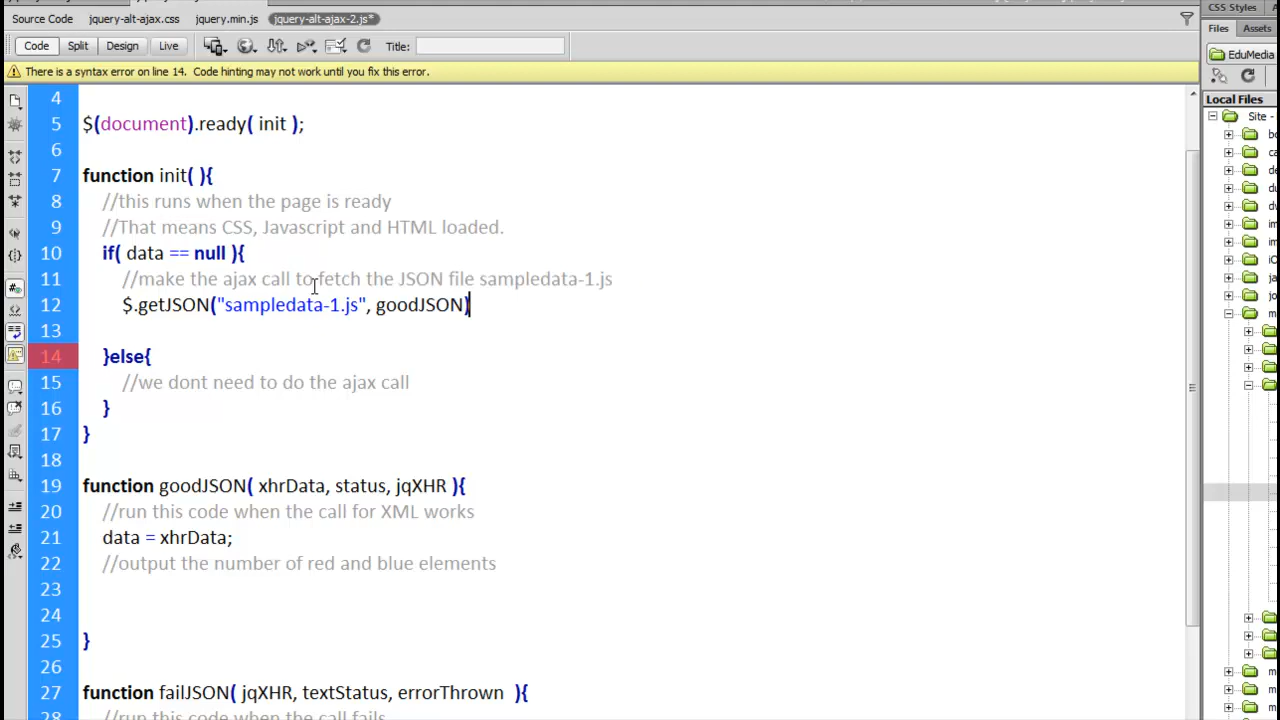 Source Code jquery-alt-ajax.css jquery.min.js jquery-alt-ajax-2.js*
CSS Styles
Files Assets
Code Split Design Live Title:
EduMedia
There is a syntax error on line 14. Code hinting may not work until you fix this error.
Local Files
Site -
4
5 $(document).ready( init );
6
7 function init( ){
8 //this runs when the page is ready
9 //That means CSS, Javascript and HTML loaded.
10 if( data == null ){
11 //make the ajax call to fetch the JSON file sampledata-1.js
12 $.getJSON("sampledata-1.js", goodJSON)
13
14 }else{
15 //we dont need to do the ajax call
16 }
17 }
18
19 function goodJSON( xhrData, status, jqXHR ){
20 //run this code when the call for XML works
21 data = xhrData;
22 //output the number of red and blue elements
23
24
25 }
26
27 function failJSON( jqXHR, textStatus, errorThrown ){
28 //run this code when the call fails